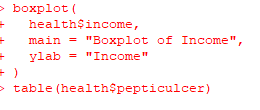 > boxplot(
+   health$income,
+   main = "Boxplot of Income",
+   ylab = "Income"
+ )
> table(health$pepticulcer)